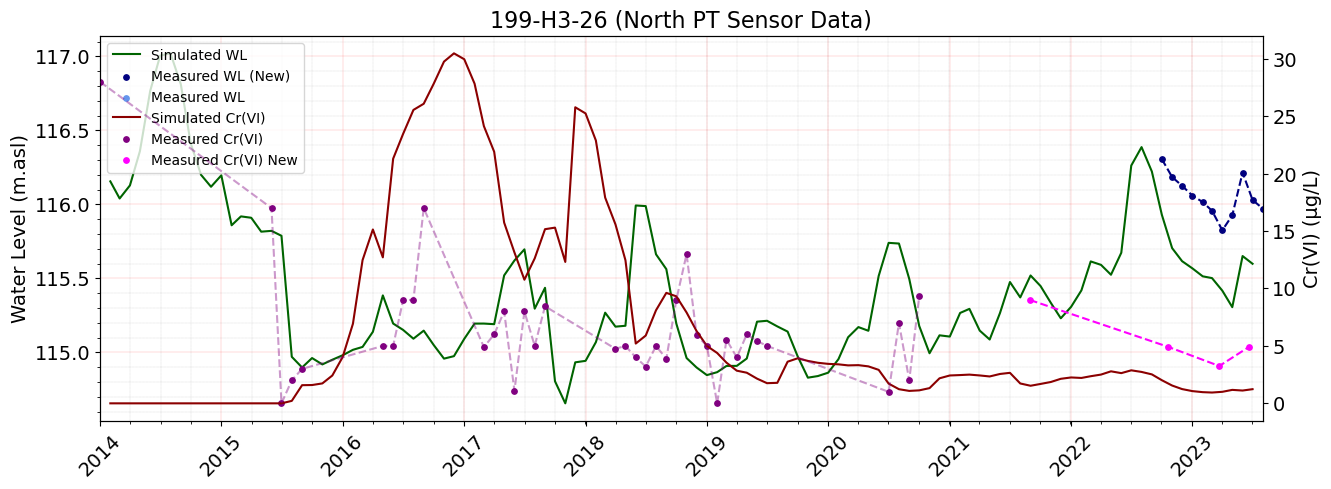 199-H3-26 (North PT Sensor Data)
Simulated WL
Measured WL (New)
Measured WL
Simulated Cr(VI)
Measured Cr(VI)
Measured Cr(VI) New
Water Level (m.asl)
117.0
116.5
116.0
115.5
115.0
Cr(VI) (μg/L)
30
25
20
15
10
5
0
2014
2015
2016
2017
2018
2019
2020
2021
2022
2023